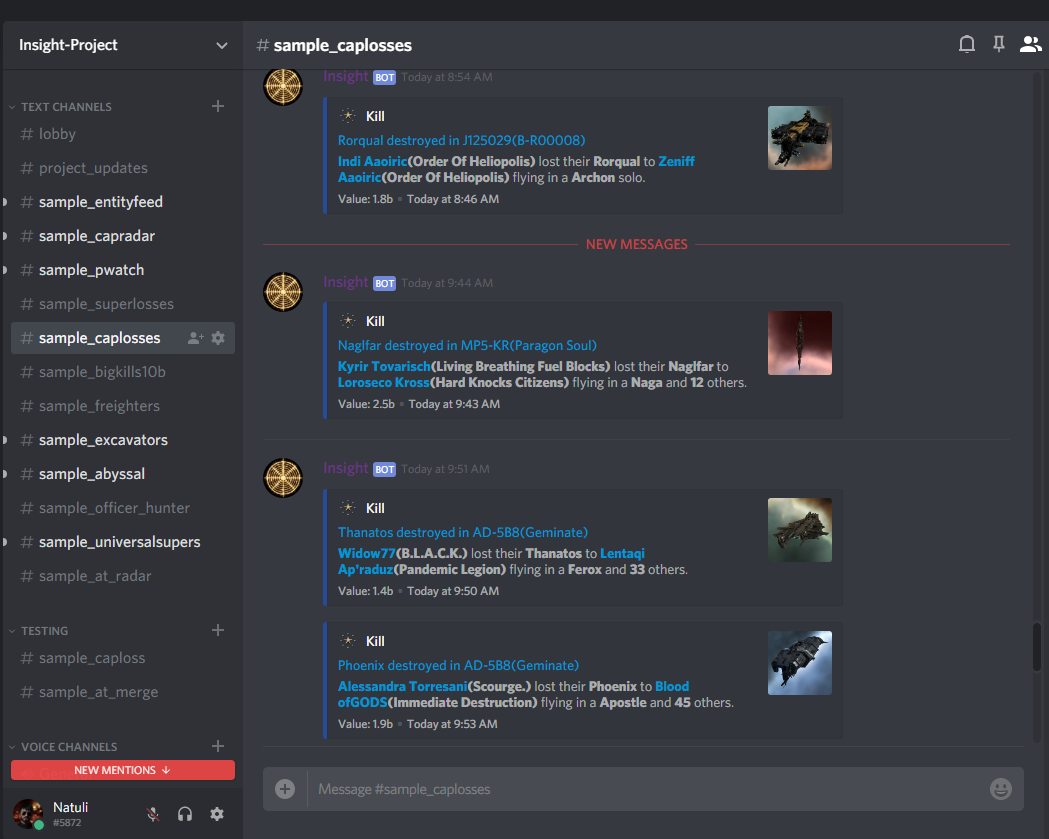 Insight-Project
TEXT CHANNELS
# lobby
# project_updates
# sample_entityfeed
# sample_capradar
# sample_pwatch
# sample_superlosses
# sample_caplosses
# sample_bigkills10b
# sample_freighters
# sample_excavators
# sample_abyssal
# sample_officer_hunter
# sample_universalsupers
# sample_at_radar
TESTING
# sample_caploss
# sample_at_merge
VOICE CHANNELS
NEW MENTIONS ↓
Natuli
#5872
# sample_caplosses
Insight BOT Today at 8:54 AM
Kill
Rorqual destroyed in J125029(B-R00008)
Indi Aaoiric(Order Of Heliopolis) lost their Rorqual to Zeniff
Aaoiric(Order Of Heliopolis) flying in a Archon solo.
Value: 1.8b • Today at 8:46 AM
NEW MESSAGES
Insight BOT Today at 9:44 AM
Kill
Naglfar destroyed in MP5-KR(Paragon Soul)
Kyrir Tovarisch(Living Breathing Fuel Blocks) lost their Naglfar to
Loroseco Kross(Hard Knocks Citizens) flying in a Naga and 12 others.
Value: 2.5b • Today at 9:43 AM
Insight BOT Today at 9:51 AM
Kill
Thanatos destroyed in AD-5B8(Geminate)
Widow77(B.L.A.C.K.) lost their Thanatos to Lentaqi
Ap'raduz(Pandemic Legion) flying in a Ferox and 33 others.
Value: 1.4b • Today at 9:50 AM
Kill
Phoenix destroyed in AD-5B8(Geminate)
Alessandra Torresani(Scourge.) lost their Phoenix to Blood
ofGODS(Immediate Destruction) flying in a Apostle and 45 others.
Value: 1.9b • Today at 9:53 AM
Message #sample_caplosses